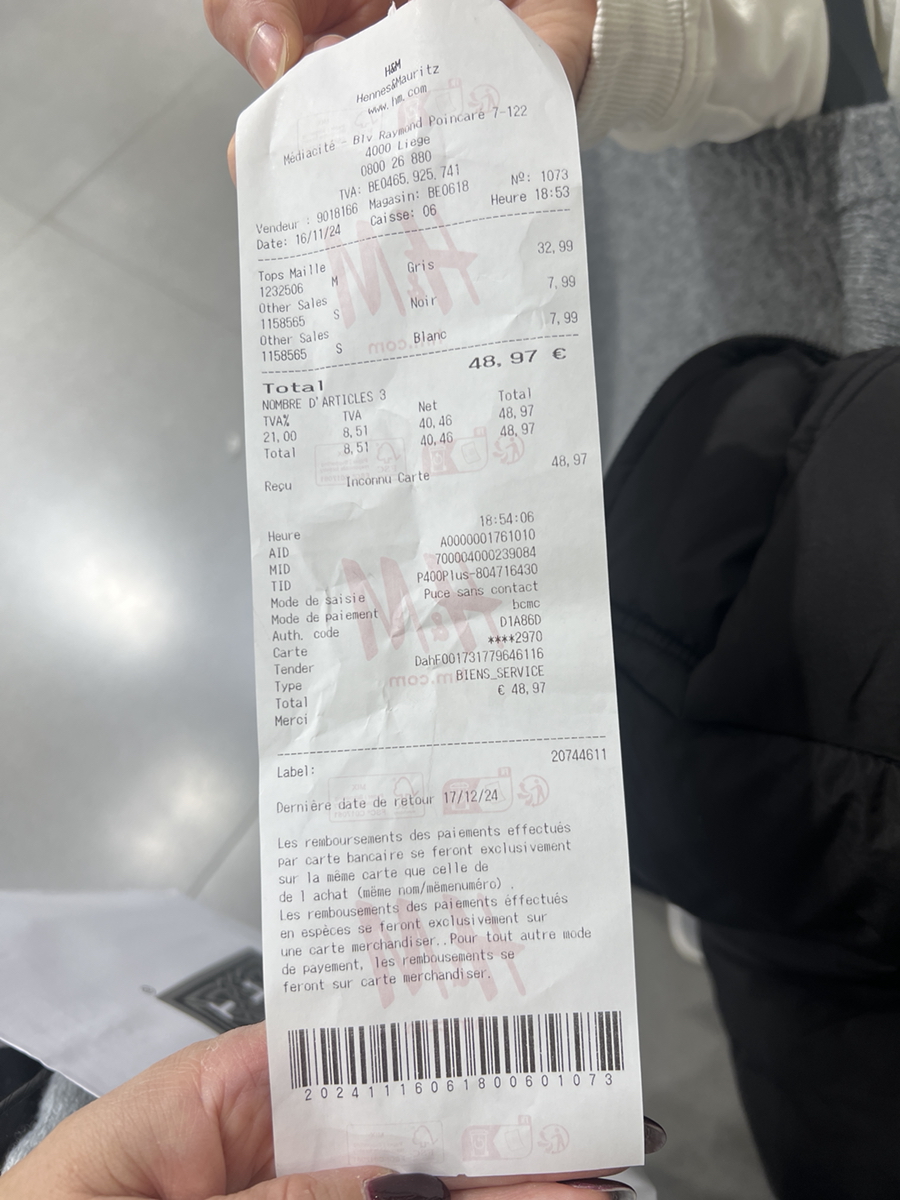 H&M
Hennes&Mauritz
www.hm.com
Médiacité - Blv Raymond Poincaré 7-122
4000 Liege
0800 26 880
TVA: BE0465.925.741
Vendeur : 9018166 Magasin: BE0618 Nº: 1073
Date: 16/11/24 Caisse: 06 Heure 18:53
Tops Maille 32,99
1232506 M Gris
Other Sales 7,99
1158565 S Noir
Other Sales 7,99
1158565 S Blanc
Total 48,97 €
NOMBRE D'ARTICLES 3
TVA% TVA Net Total
21,00 8,51 40,46 48,97
Total 8,51 40,46 48,97
Reçu Inconnu Carte 48,97
Heure 18:54:06
AID A0000001761010
MID 700004000239084
TID P400Plus-804716430
Mode de saisie Puce sans contact
Mode de paiement bcmc
Auth. code D1A86D
Carte ****2970
Tender DahF001731779646116
Type BIENS_SERVICE
Total € 48,97
Merci
Label: 20744611
Derniére date de retour 17/12/24
Les remboursements des paiements effectués
par carte bancaire se feront exclusivement
sur la même carte que celle de
de l achat (même nom/mêmenuméro) .
Les rembousements des paiements éffectués
en espèces se feront exclusivement sur
une carte merchandiser..Pour tout autre mode
de payement, les rembousements se
feront sur carte merchandiser.
2024111606180060 1073